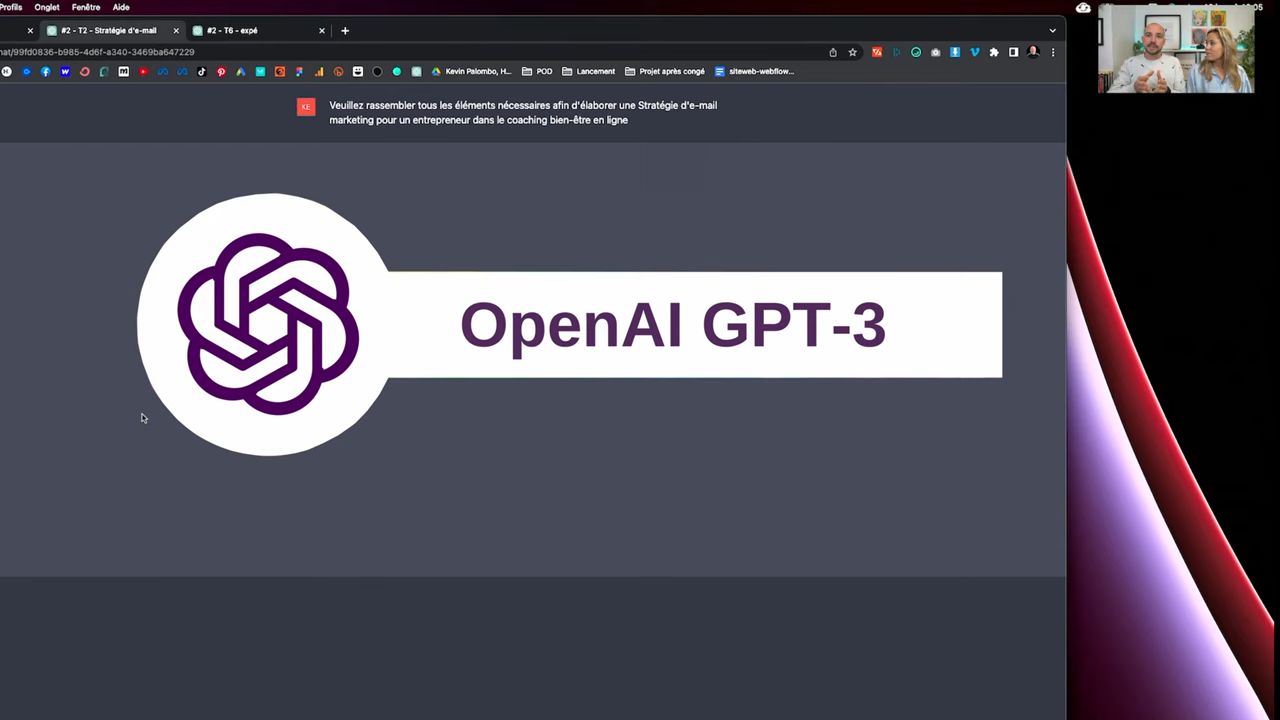 Profils Onglet Fenêtre Aide
#2 - T2 - Stratégie d'e-mail #2 - T6 - expé
hat/99fd0836-b985-4d6f-a340-3469ba647229
Kevin Palombo, H... POD Lancement Projet après congé siteweb-webflow...
KE
Veuillez rassembler tous les éléments nécessaires afin d'élaborer une Stratégie d'e-mail
marketing pour un entrepreneur dans le coaching bien-être en ligne
OpenAI GPT-3